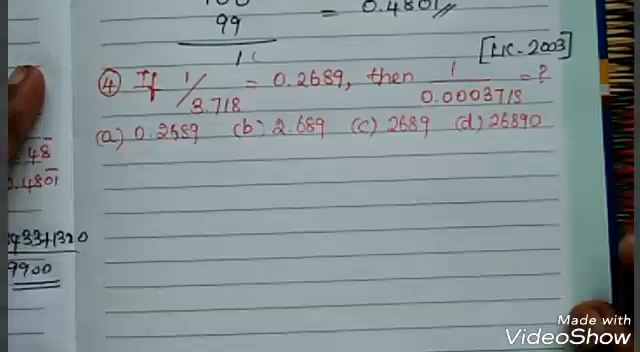 99
= 0.4801
[LIC-2003]
④ If 1/3.718 = 0.2689, then 1/0.0003718 = ?
(a) 0.2689 (b) 2.689 (c) 2689 (d) 26890
.48
0.4801
9900
Made with
VideoShow